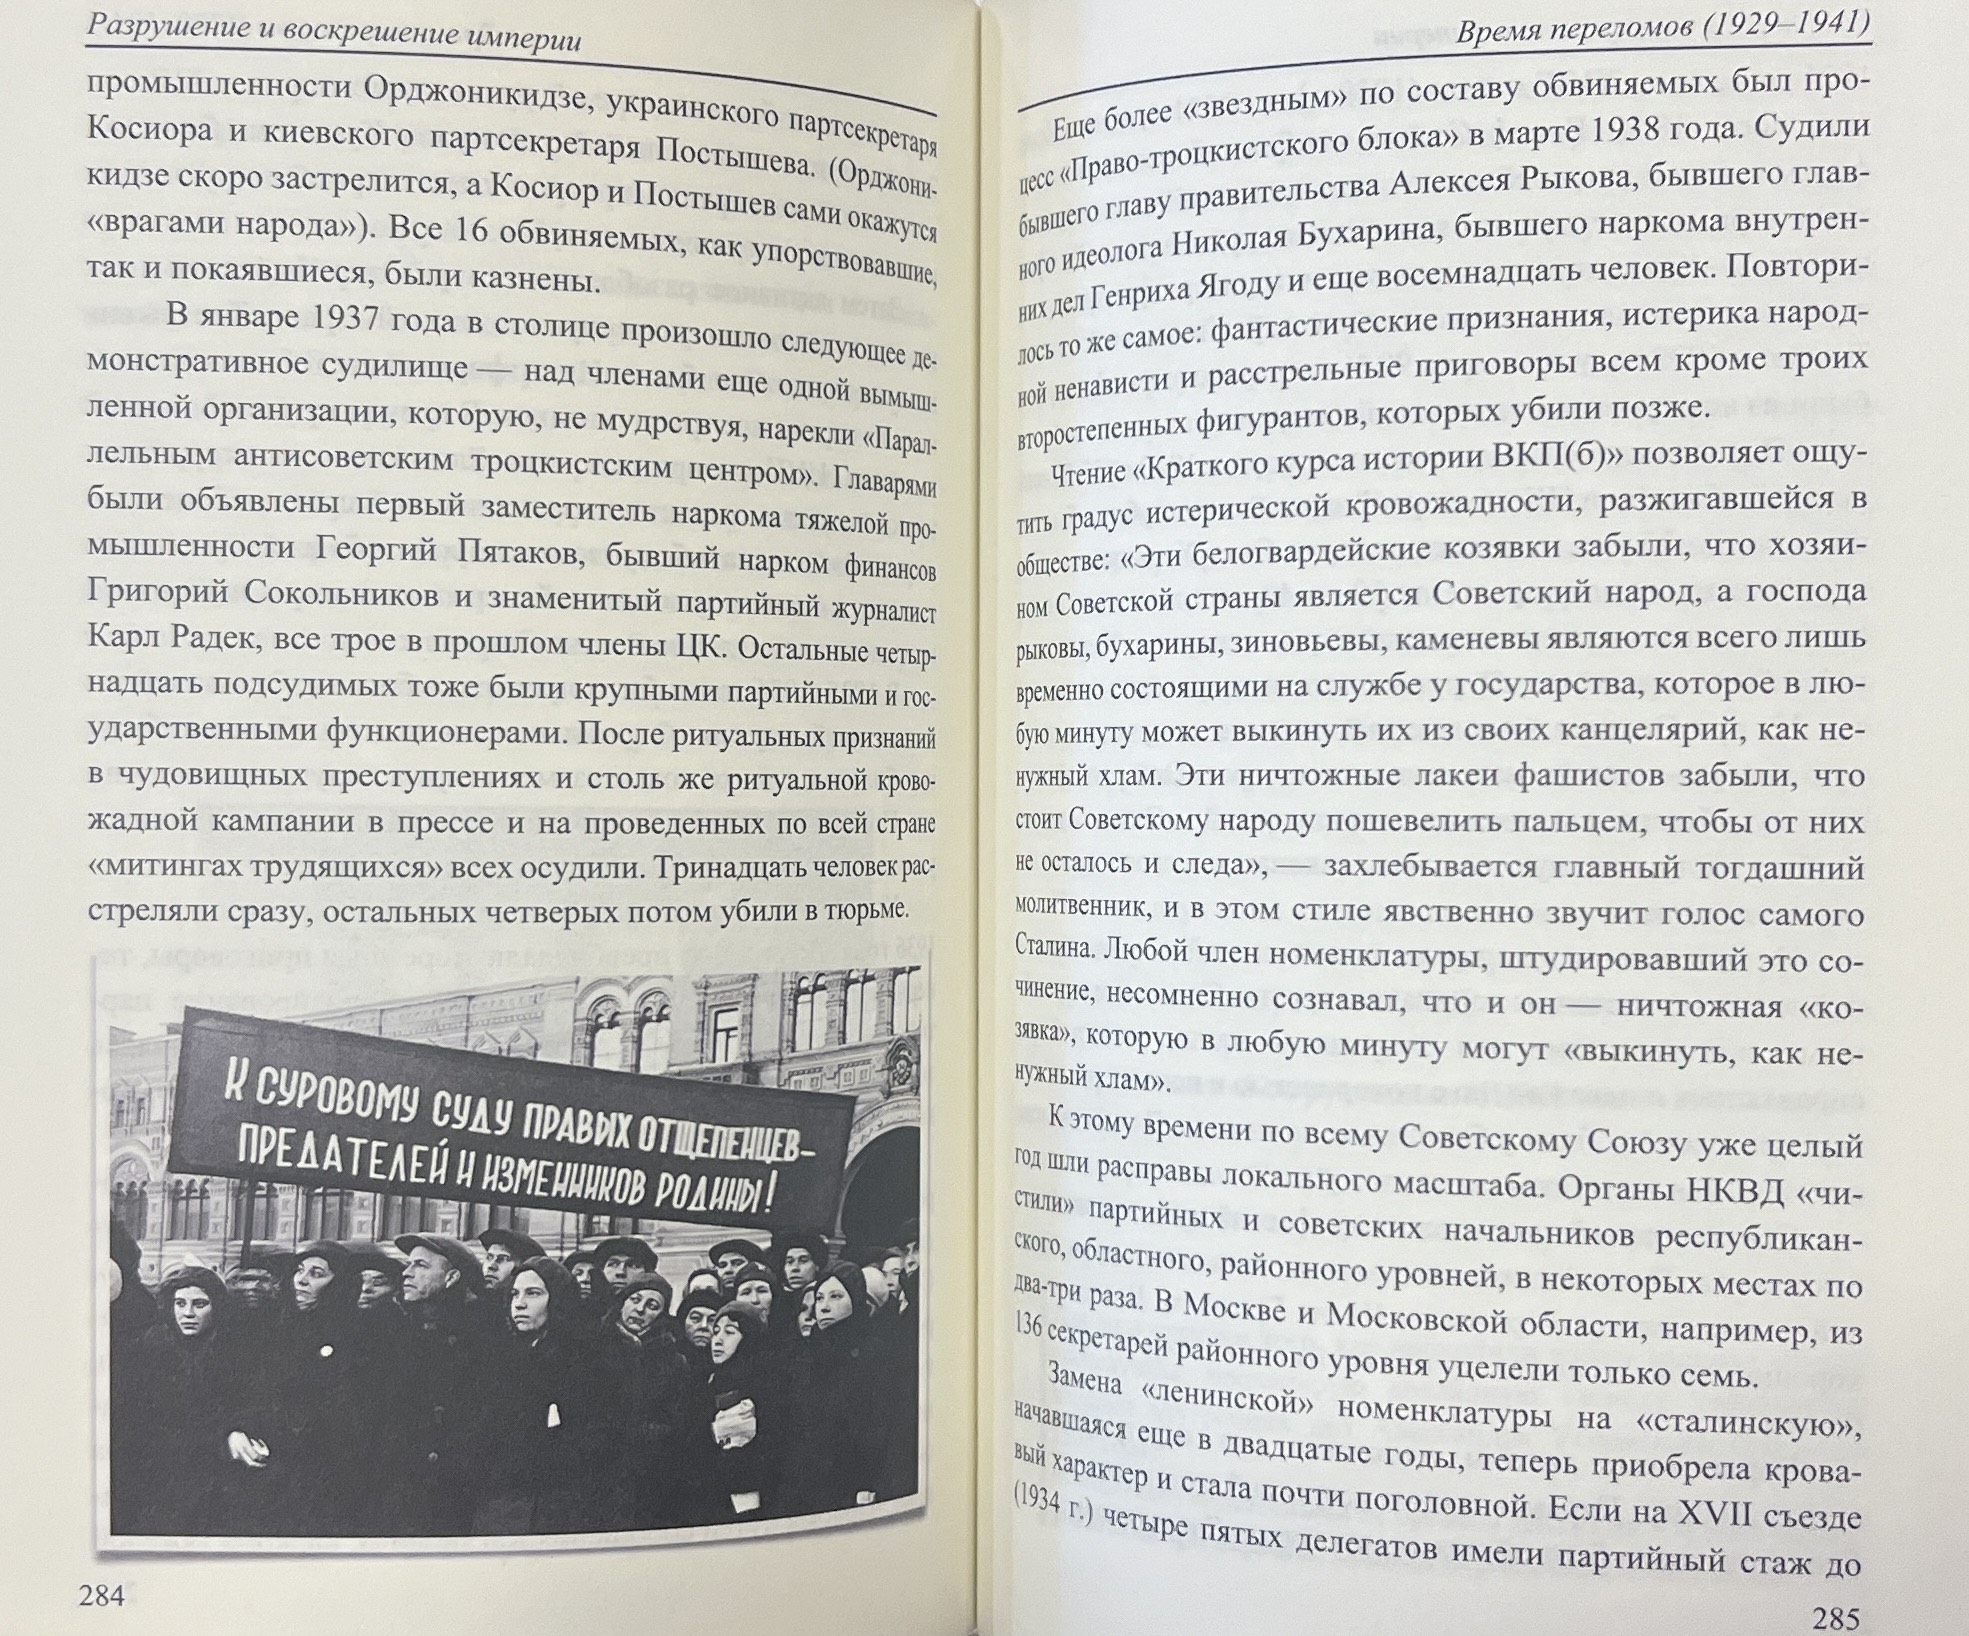 Разрушение и воскрешение империи
промышленности Орджоникидзе, украинского партсекретаря
Косиора и киевского партсекретаря Постышева. (Орджони-
кидзе скоро застрелится, а Косиор и Постышев сами окажутся
«врагами народа»). Все 16 обвиняемых, как упорствовавшие,
так и покаявшиеся, были казнены.
В январе 1937 года в столице произошло следующее де-
монстративное судилище — над членами еще одной вымыш-
ленной организации, которую, не мудрствуя, нарекли «Парал-
лельным антисоветским троцкистским центром». Главарями
были объявлены первый заместитель наркома тяжелой про-
мышленности Георгий Пятаков, бывший нарком финансов
Григорий Сокольников и знаменитый партийный журналист
Карл Радек, все трое в прошлом члены ЦК. Остальные четыр-
надцать подсудимых тоже были крупными партийными и гос-
ударственными функционерами. После ритуальных признаний
в чудовищных преступлениях и столь же ритуальной крово-
жадной кампании в прессе и на проведенных по всей стране
«митингах трудящихся» всех осудили. Тринадцать человек рас-
стреляли сразу, остальных четверых потом убили в тюрьме.
К СУРОВОМУ СУДУ ПРАВЫХ ОТЩЕПЕНЦЕВ-
ПРЕДАТЕЛЕЙ И ИЗМЕННИКОВ РОДИНЫ!
284
Время переломов (1929–1941)
Еще более «звездным» по составу обвиняемых был про-
цесс «Право-троцкистского блока» в марте 1938 года. Судили
бывшего главу правительства Алексея Рыкова, бывшего глав-
ного идеолога Николая Бухарина, бывшего наркома внутрен-
них дел Генриха Ягоду и еще восемнадцать человек. Повтори-
лось то же самое: фантастические признания, истерика народ-
ной ненависти и расстрельные приговоры всем кроме троих
второстепенных фигурантов, которых убили позже.
Чтение «Краткого курса истории ВКП(б)» позволяет ощу-
тить градус истерической кровожадности, разжигавшейся в
обществе: «Эти белогвардейские козявки забыли, что хозяи-
ном Советской страны является Советский народ, а господа
рыковы, бухарины, зиновьевы, каменевы являются всего лишь
временно состоящими на службе у государства, которое в лю-
бую минуту может выкинуть их из своих канцелярий, как не-
нужный хлам. Эти ничтожные лакеи фашистов забыли, что
стоит Советскому народу пошевелить пальцем, чтобы от них
не осталось и следа», — захлебывается главный тогдашний
молитвенник, и в этом стиле явственно звучит голос самого
Сталина. Любой член номенклатуры, штудировавший это со-
чинение, несомненно сознавал, что и он — ничтожная «ко-
зявка», которую в любую минуту могут «выкинуть, как не-
нужный хлам».
К этому времени по всему Советскому Союзу уже целый
год шли расправы локального масштаба. Органы НКВД «чи-
стили» партийных и советских начальников республикан-
ского, областного, районного уровней, в некоторых местах по
два-три раза. В Москве и Московской области, например, из
136 секретарей районного уровня уцелели только семь.
Замена «ленинской» номенклатуры на «сталинскую»,
начавшаяся еще в двадцатые годы, теперь приобрела крова-
вый характер и стала почти поголовной. Если на XVII съезде
(1934 г.) четыре пятых делегатов имели партийный стаж до
285